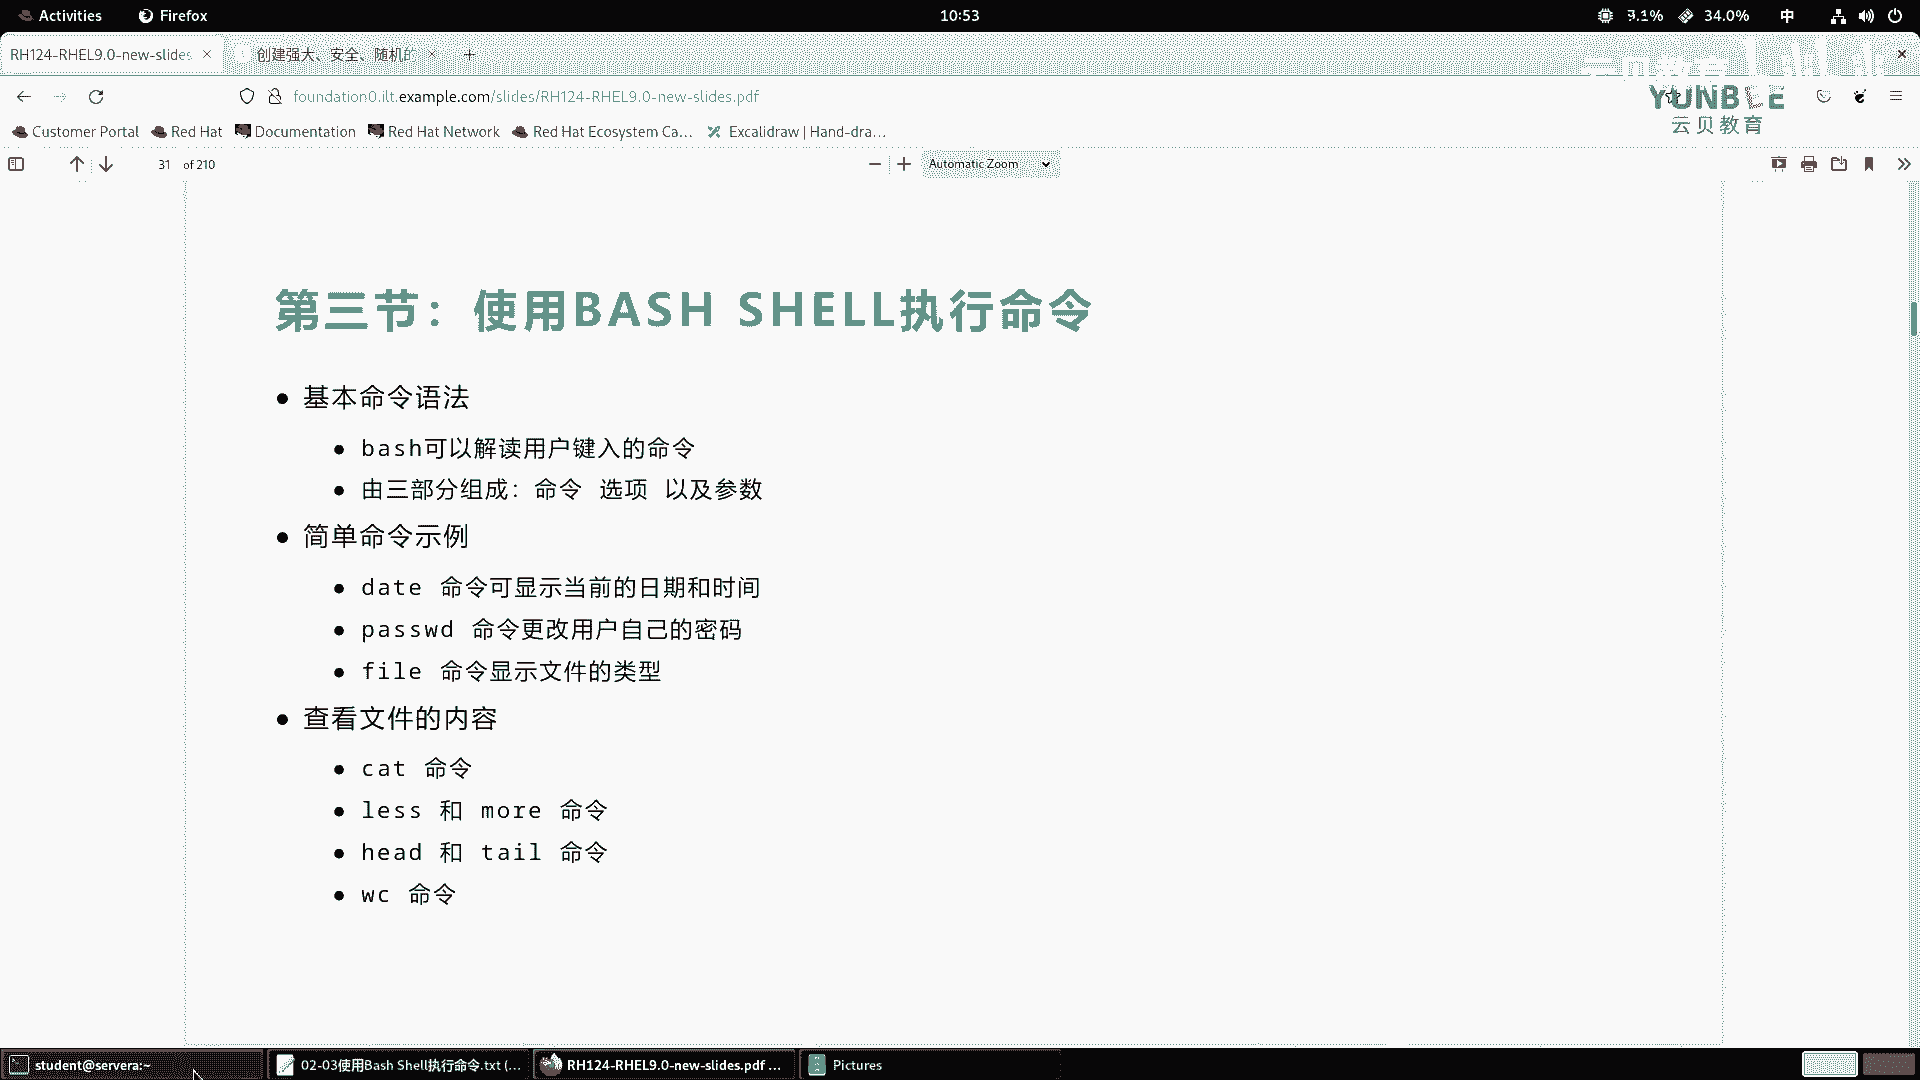 Activities
Firefox
10:53
34.0%
中
RH124-RHEL9.0-new-slides
创建强大、安全、随机的
foundation0.ilt.example.com/slides/RH124-RHEL9.0-new-slides.pdf
YUNBEE
云贝教育
Customer Portal
Red Hat
Documentation
Red Hat Network
Red Hat Ecosystem Ca...
Excalidraw | Hand-dra...
31 of 210
Automatic Zoom
第三节：使用BASH SHELL执行命令
基本命令语法
bash可以解读用户键入的命令
由三部分组成：命令 选项 以及参数
简单命令示例
date 命令可显示当前的日期和时间
passwd 命令更改用户自己的密码
file 命令显示文件的类型
查看文件的内容
cat 命令
less 和 more 命令
head 和 tail 命令
wc 命令
student@servera:~
02-03使用Bash Shell执行命令.txt (...
RH124-RHEL9.0-new-slides.pdf ...
Pictures